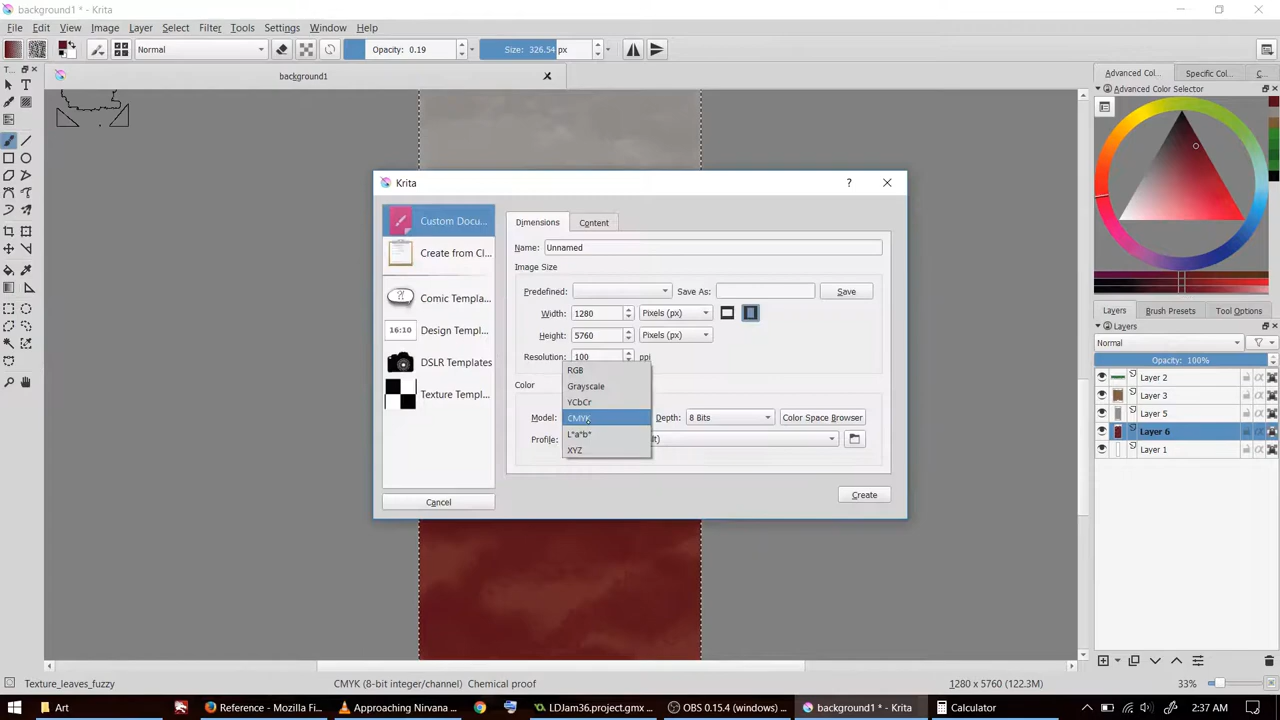 background1 * - Krita
File Edit View Image Layer Select Filter Tools Settings Window Help
Normal Opacity: 0.19 Size: 326.54 px
T...
background1
Advanced Col... Specific Col... C...
Advanced Color Selector
Krita
?
Custom Docu...
Create from Cl...
Comic Templa...
16:10 Design Templ...
DSLR Templates
Texture Templ...
Cancel
Dimensions Content
Name: Unnamed
Image Size
Predefined: Save As: Save
Width: 1280 Pixels (px)
Height: 5760 Pixels (px)
Resolution: 100 ppi
Color
RGB
Grayscale
YCbCr
CMYK
L*a*b*
XYZ
Model: Depth: 8 Bits Color Space Browser
Profile: lt)
Create
Layers Brush Presets Tool Options
Layers
Normal
Opacity: 100%
Layer 2
Layer 3
Layer 5
Layer 6
Layer 1
Texture_leaves_fuzzy CMYK (8-bit integer/channel) Chemical proof 1280 x 5760 (122.3M) 33%
Art Reference - Mozilla Fi... Approaching Nirvana ... LDJam36.project.gmx ... OBS 0.15.4 (windows) ... background1 * - Krita Calculator 2:37 AM